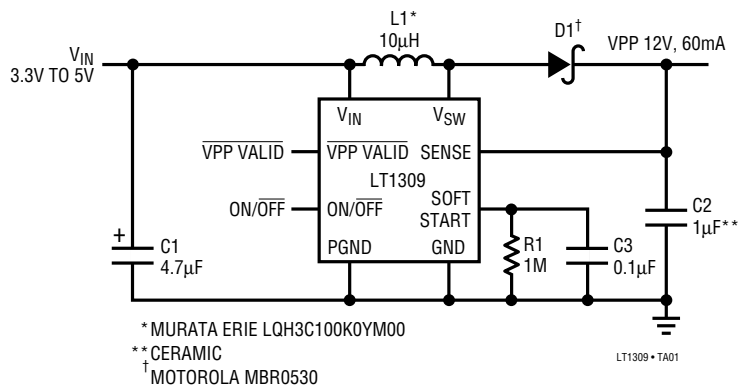 L1*
10µH
D1†
VPP 12V, 60mA
VIN
3.3V TO 5V
VIN
VSW
VPP VALID
VPP VALID
SENSE
LT1309
ON/OFF
ON/OFF
SOFT
START
C2
1µF**
+
C1
4.7µF
PGND
GND
R1
1M
C3
0.1µF
*MURATA ERIE LQH3C100K0YM00
**CERAMIC
†MOTOROLA MBR0530
LT1309 • TA01